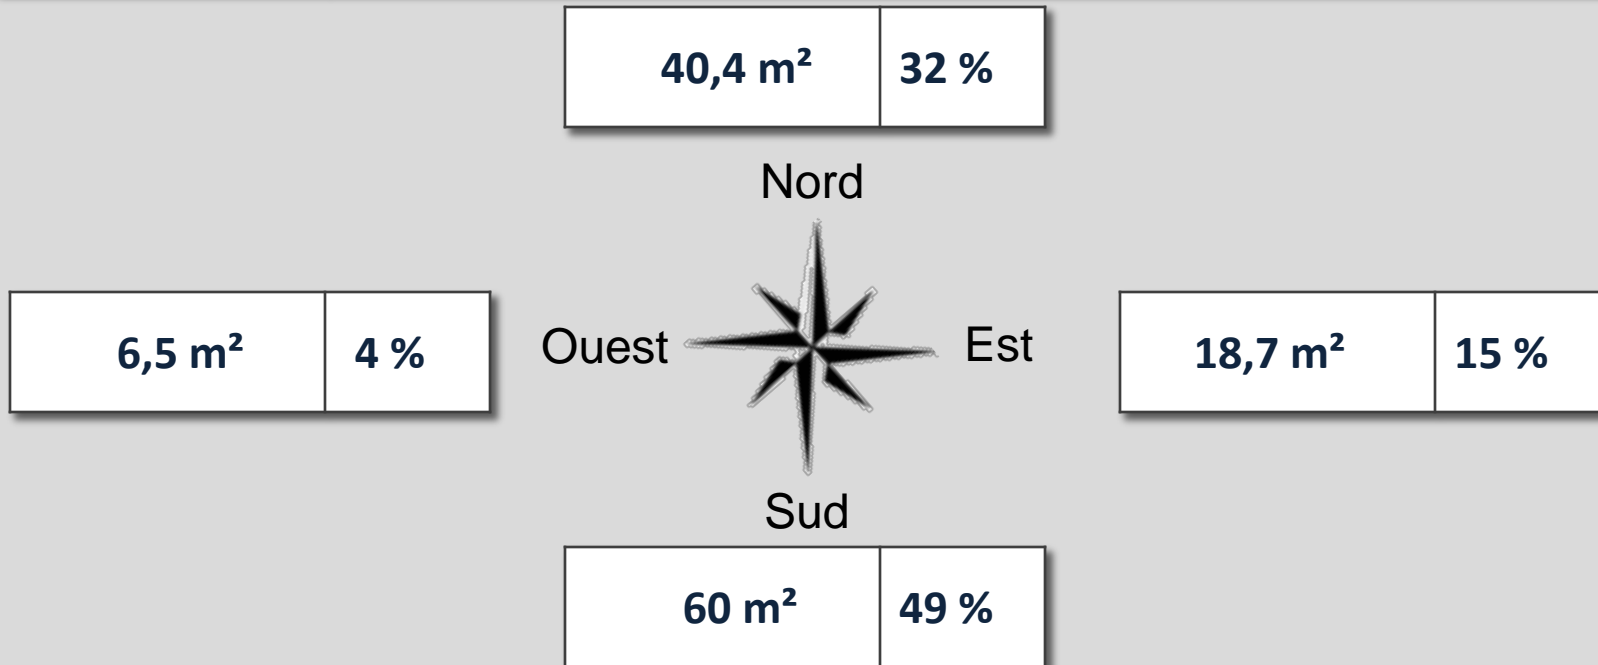 40,4 m² 32 %
Nord
6,5 m² 4 %
Ouest
Est
18,7 m² 15 %
Sud
60 m² 49 %